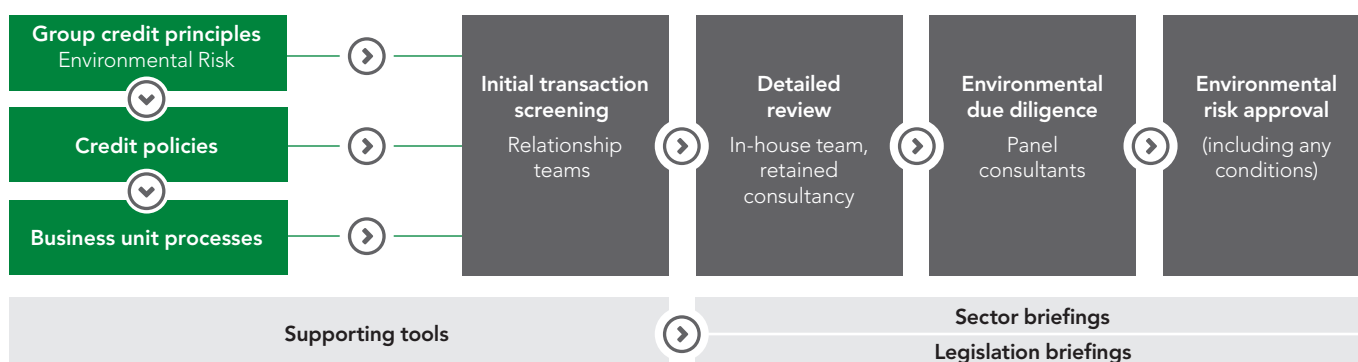 Group credit principles
Environmental Risk
Credit policies
Business unit processes
Initial transaction
screening
Relationship
teams
Detailed
review
In-house team,
retained
consultancy
Environmental
due diligence
Panel
consultants
Environmental
risk approval
(including any
conditions)
Supporting tools
Sector briefings
Legislation briefings